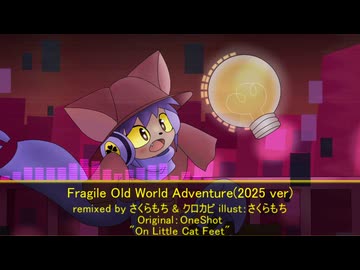 Fragile Old World Adventure(2025 ver)
remixed by さくらもち & クロカビ illust:さくらもち
Original:OneShot
"On Little Cat Feet"